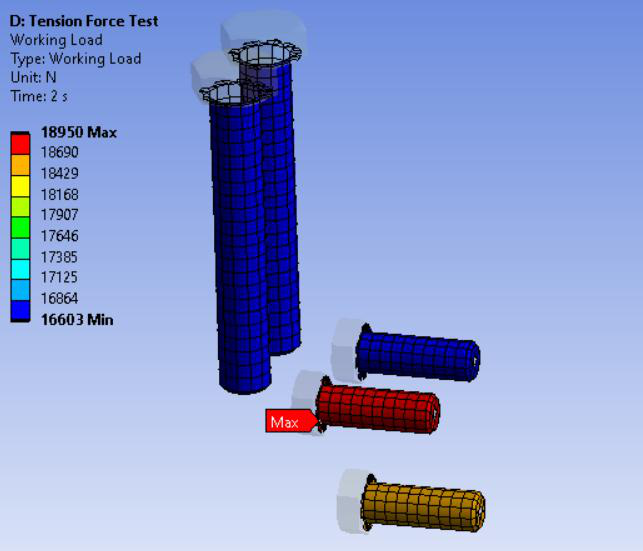 D: Tension Force Test
Working Load
Type: Working Load
Unit: N
Time: 2 s
18950 Max
18690
18429
18168
17907
17646
17385
17125
16864
16603 Min
Max